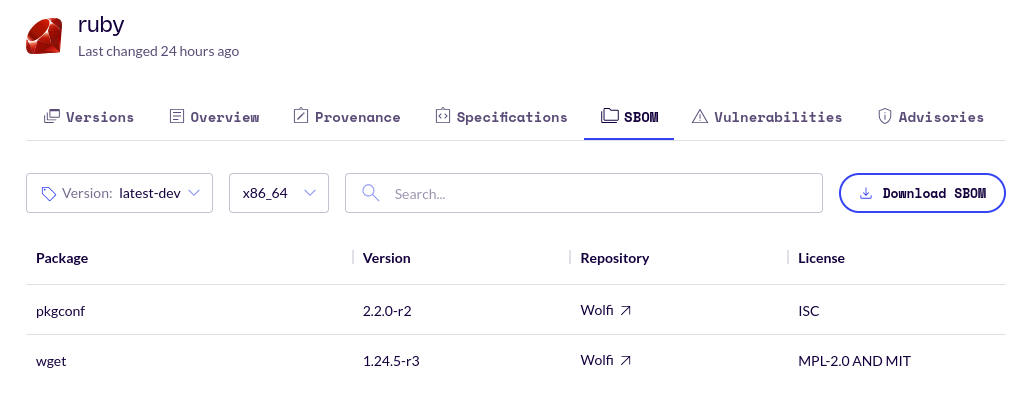 ruby
Last changed 24 hours ago
Versions Overview Provenance Specifications SBOM Vulnerabilities Advisories
Version: latest-dev x86_64 Search... Download SBOM
Package Version Repository License
pkgconf 2.2.0-r2 Wolfi ISC
wget 1.24.5-r3 Wolfi MPL-2.0 AND MIT